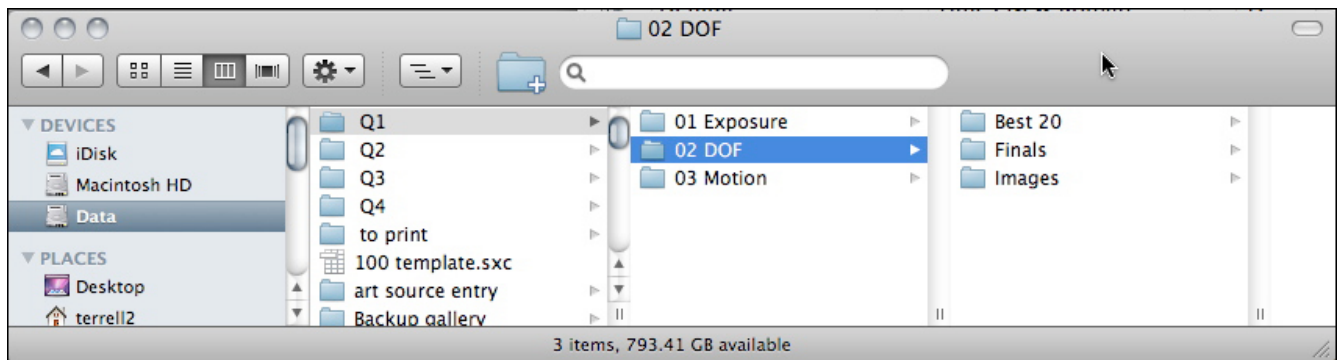 02 DOF
DEVICES
iDisk
Macintosh HD
Data
PLACES
Desktop
terrell2
Q1
Q2
Q3
Q4
to print
100 template.sxc
art source entry
Backup gallery
01 Exposure
02 DOF
03 Motion
Best 20
Finals
Images
3 items, 793.41 GB available